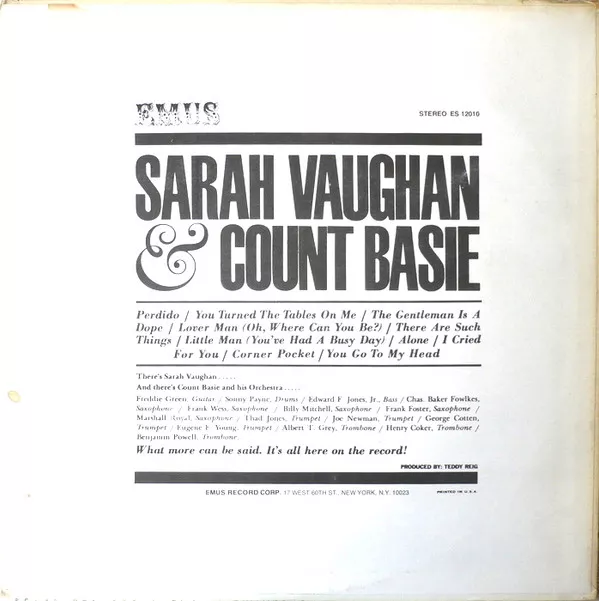 EMUS
STEREO ES 12010
SARAH VAUGHAN
& COUNT BASIE
Perdido / You Turned The Tables On Me / The Gentleman Is A
Dope / Lover Man (Oh, Where Can You Be?) / There Are Such
Things / Little Man (You've Had A Busy Day) / Alone / I Cried
For You / Corner Pocket / You Go To My Head
There's Sarah Vaughan . . . . .
And there's Count Basie and his Orchestra . . . . .
Freddie Green, Guitar / Sonny Payne, Drums / Edward F. Jones, Jr., Bass / Chas. Baker Fowlkes,
Saxophone / Frank Wess, Saxophone / Billy Mitchell, Saxophone / Frank Foster, Saxophone /
Marshall Royal, Saxophone / Thad Jones, Trumpet / Joe Newman, Trumpet / George Cotten,
Trumpet / Eugene E. Young, Trumpet / Albert T. Grey, Trombone / Henry Coker, Trombone /
Benjamin Powell, Trombone.
What more can be said. It's all here on the record!
PRODUCED BY: TEDDY REIG
EMUS RECORD CORP. 17 WEST 60TH ST., NEW YORK, N.Y. 10023
PRINTED IN U.S.A.